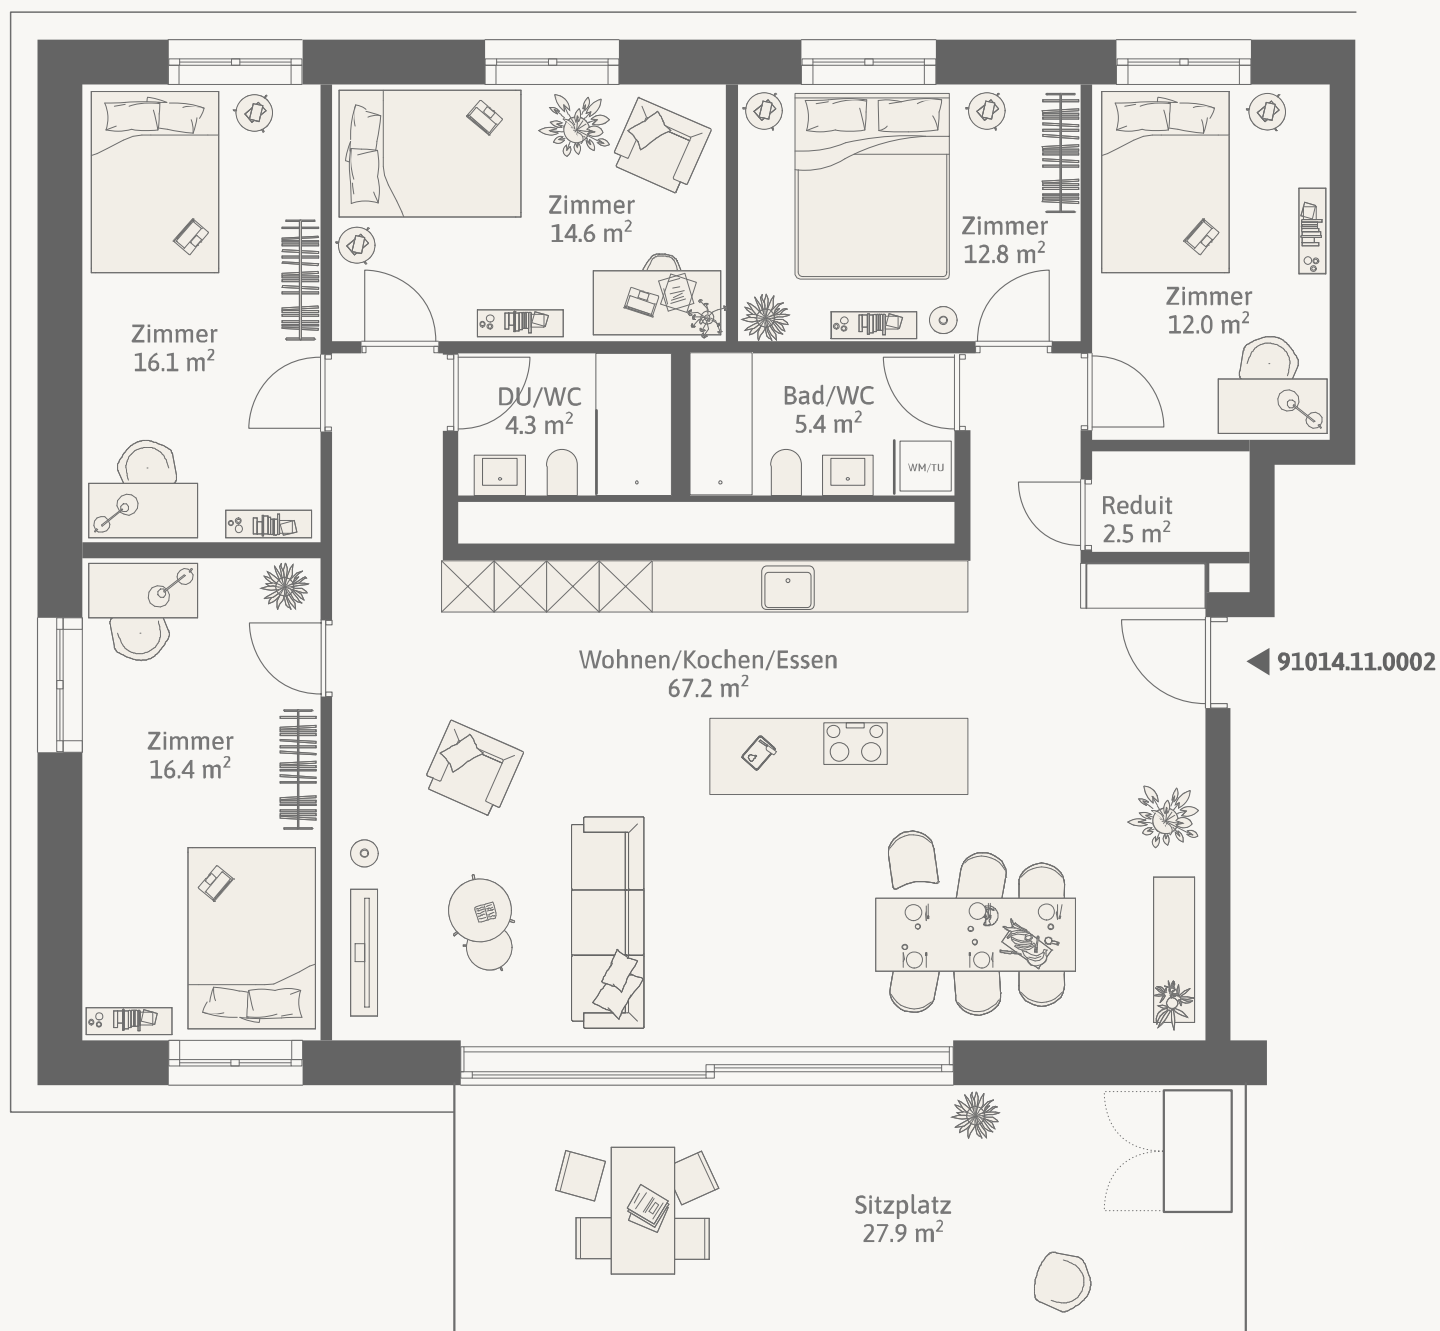 Zimmer
14.6 m²
Zimmer
12.8 m²
Zimmer
12.0 m²
Zimmer
16.1 m²
DU/WC
4.3 m²
Bad/WC
5.4 m²
WM/TU
Reduit
2.5 m²
Wohnen/Kochen/Essen
67.2 m²
91014.11.0002
Zimmer
16.4 m²
Sitzplatz
27.9 m²